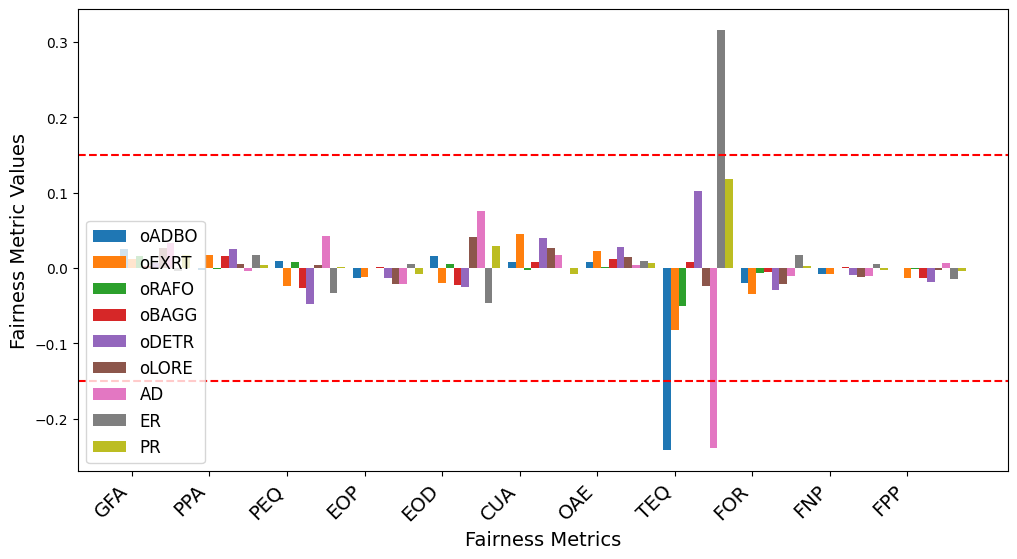 Fairness Metric Values
0.3
0.2
0.1
0.0
−0.1
−0.2
oADBO
oEXRT
oRAFO
oBAGG
oDETR
oLORE
AD
ER
PR
GFA
PPA
PEQ
EOP
EOD
CUA
OAE
TEQ
FOR
FNP
FPP
Fairness Metrics